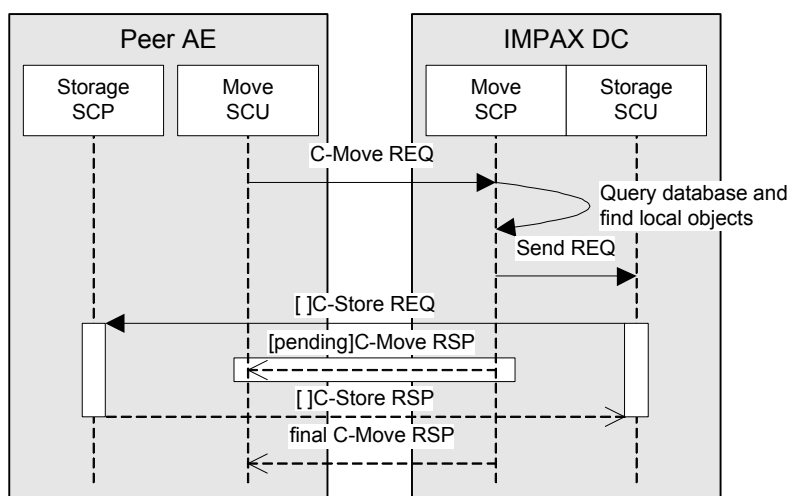 Peer AE
IMPAX DC
Storage
SCP
Move
SCU
Move
SCP
Storage
SCU
C-Move REQ
Query database and
find local objects
Send REQ
[ ]C-Store REQ
[pending]C-Move RSP
[ ]C-Store RSP
final C-Move RSP